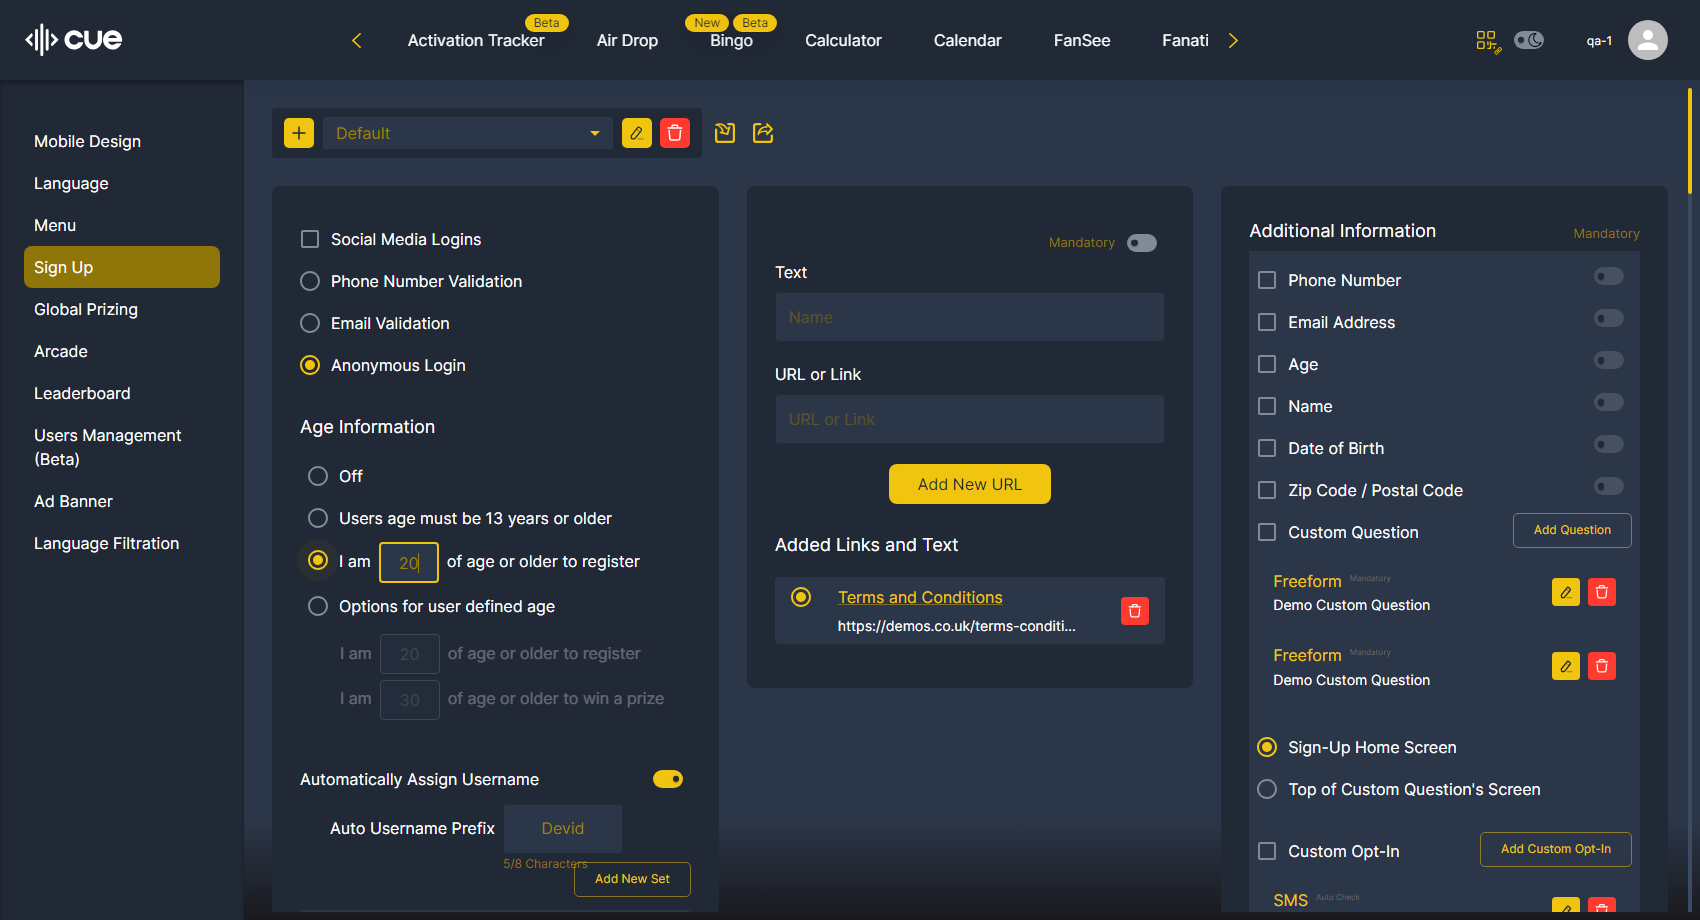 cue
Activation Tracker
Beta
Air Drop
New
Beta
Bingo
Calculator
Calendar
FanSee
Fanati
qa-1
Mobile Design
Language
Menu
Sign Up
Global Prizing
Arcade
Leaderboard
Users Management
(Beta)
Ad Banner
Language Filtration
Default
Social Media Logins
Phone Number Validation
Email Validation
Anonymous Login
Age Information
Off
Users age must be 13 years or older
I am 20 of age or older to register
Options for user defined age
I am 20 of age or older to register
I am 30 of age or older to win a prize
Automatically Assign Username
Auto Username Prefix Devid
5/8 Characters
Add New Set
Mandatory
Text
Name
URL or Link
URL or Link
Add New URL
Added Links and Text
Terms and Conditions
https://demos.co.uk/terms-conditi...
Additional Information Mandatory
Phone Number
Email Address
Age
Name
Date of Birth
Zip Code / Postal Code
Custom Question Add Question
Freeform Mandatory
Demo Custom Question
Freeform Mandatory
Demo Custom Question
Sign-Up Home Screen
Top of Custom Question's Screen
Custom Opt-In Add Custom Opt-In
SMS Auto Check